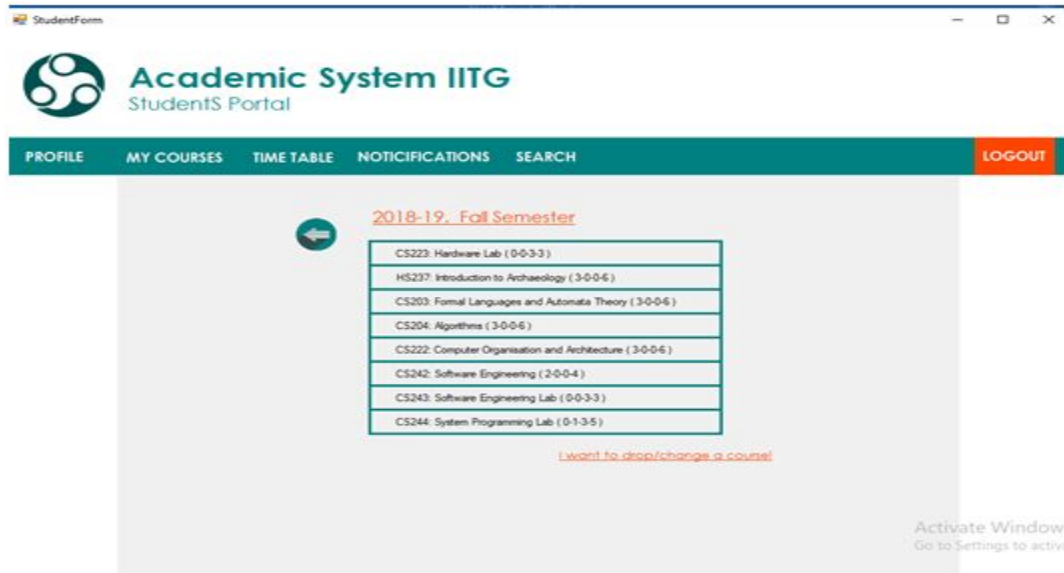 StudentForm
Academic System IITG
StudentS Portal
PROFILE MY COURSES TIME TABLE NOTICIFICATIONS SEARCH LOGOUT
2018-19, Fall Semester
CS223: Hardware Lab ( 0-0-3-3 )
HS237: Introduction to Archaeology ( 3-0-0-6 )
CS203: Formal Languages and Automata Theory ( 3-0-0-6 )
CS204: Algorithms ( 3-0-0-6 )
CS222: Computer Organisation and Architecture ( 3-0-0-6 )
CS242: Software Engineering ( 2-0-0-4 )
CS243: Software Engineering Lab ( 0-0-3-3 )
CS244: System Programming Lab ( 0-1-3-5 )
I want to drop/change a course!
Activate Window
Go to Settings to activ